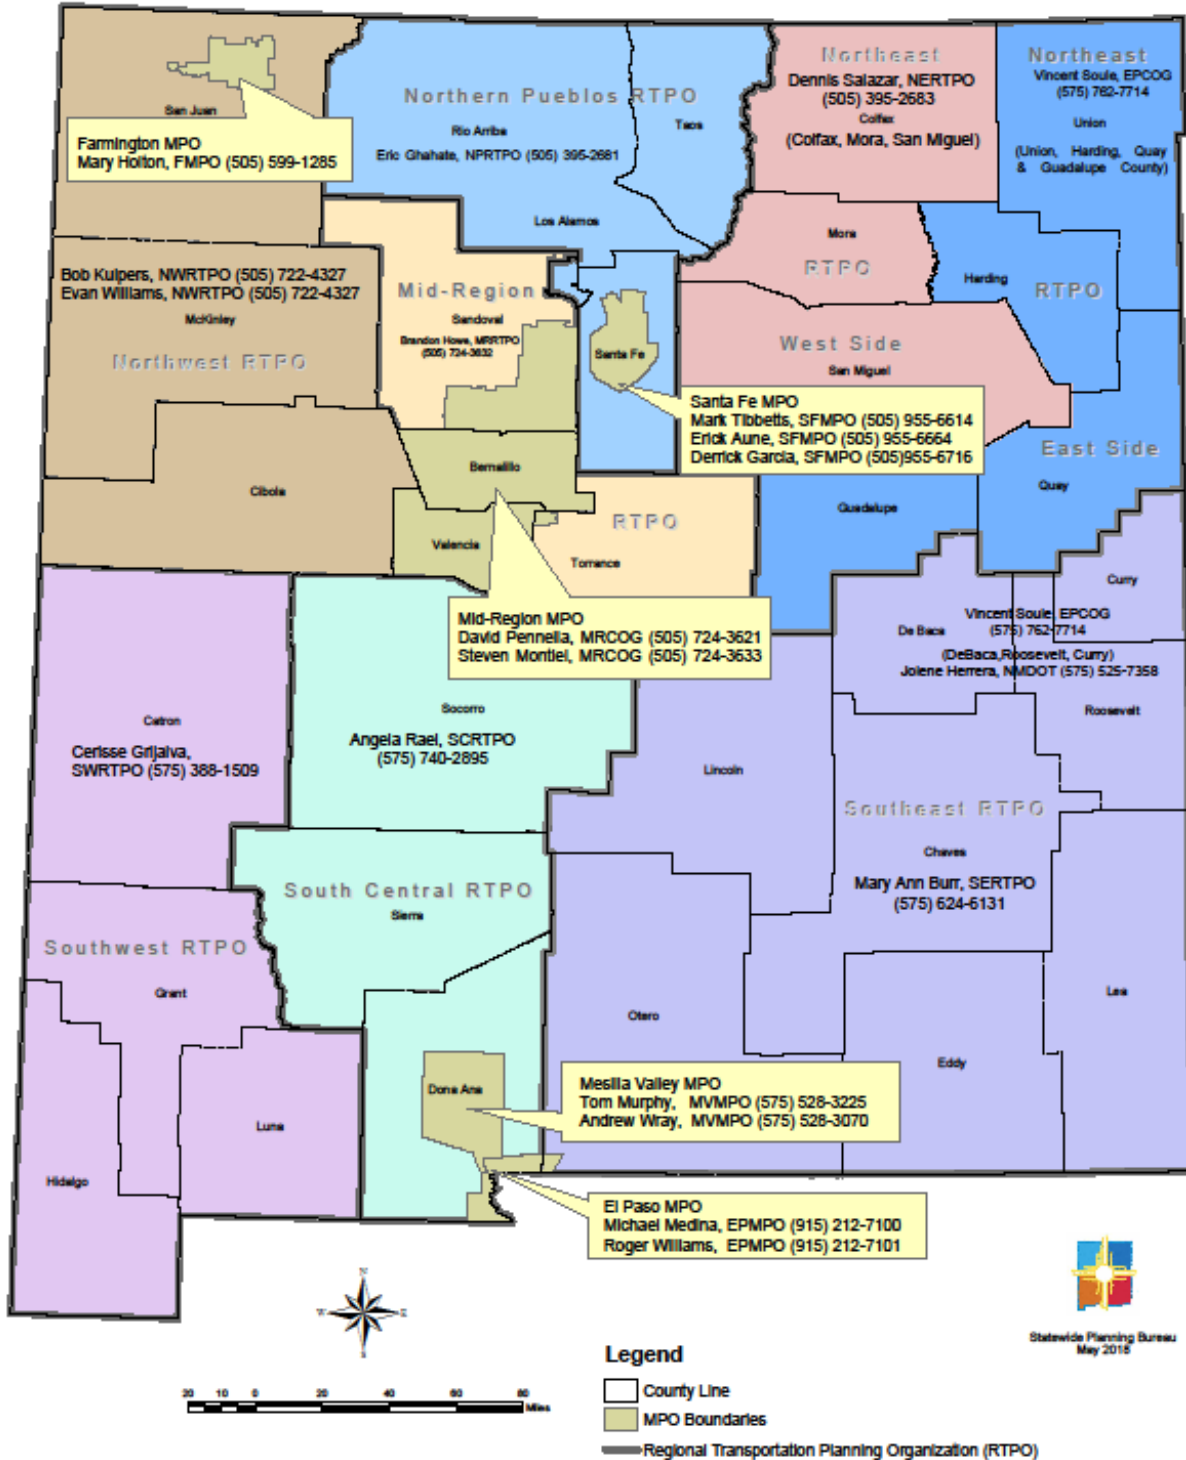 Northeast
Dennis Salazar, NERTPO
(505) 395-2683
Colfax
(Colfax, Mora, San Miguel)
Northeast
Vincent Soule, EPCOG
(575) 762-7714
Union
(Union, Harding, Quay
& Guadalupe County)
San Juan
Farmington MPO
Mary Holton, FMPO (505) 599-1285
Northern Pueblos RTPO
Rio Arriba
Taos
Eric Ghahate, NPRTPO (505) 395-2681
Los Alamos
Mora
RTPO
Harding
RTPO
Bob Kuipers, NWRTPO (505) 722-4327
Evan Williams, NWRTPO (505) 722-4327
McKinley
Northwest RTPO
Mid-Region
Sandoval
Brandon Howe, MRRTPO
(505) 724-3632
Santa Fe
West Side
San Miguel
Santa Fe MPO
Mark Tibbetts, SFMPO (505) 955-6614
Erick Aune, SFMPO (505) 955-6664
Derrick Garcia, SFMPO (505)955-6716
East Side
Quay
Bernalillo
Cibola
Guadalupe
RTPO
Valencia
Torrance
Curry
Mid-Region MPO
David Pennella, MRCOG (505) 724-3621
Steven Montiel, MRCOG (505) 724-3633
Vincent Soule, EPCOG
De Baca
(575) 762-7714
(DeBaca,Roosevelt, Curry)
Jolene Herrera, NMDOT (575) 525-7358
Roosevelt
Catron
Cerisse Grijalva,
SWRTPO (575) 388-1509
Socorro
Angela Rael, SCRTPO
(575) 740-2895
Lincoln
Southeast RTPO
Chaves
Mary Ann Burr, SERTPO
(575) 624-6131
South Central RTPO
Sierra
Southwest RTPO
Grant
Otero
Lea
Eddy
Dona Ana
Mesilla Valley MPO
Tom Murphy, MVMPO (575) 528-3225
Andrew Wray, MVMPO (575) 528-3070
Luna
Hidalgo
El Paso MPO
Michael Medina, EPMPO (915) 212-7100
Roger Williams, EPMPO (915) 212-7101
N
W
E
S
Statewide Planning Bureau
May 2018
20 10 0 20 40 60 80
Miles
Legend
County Line
MPO Boundaries
Regional Transportation Planning Organization (RTPO)